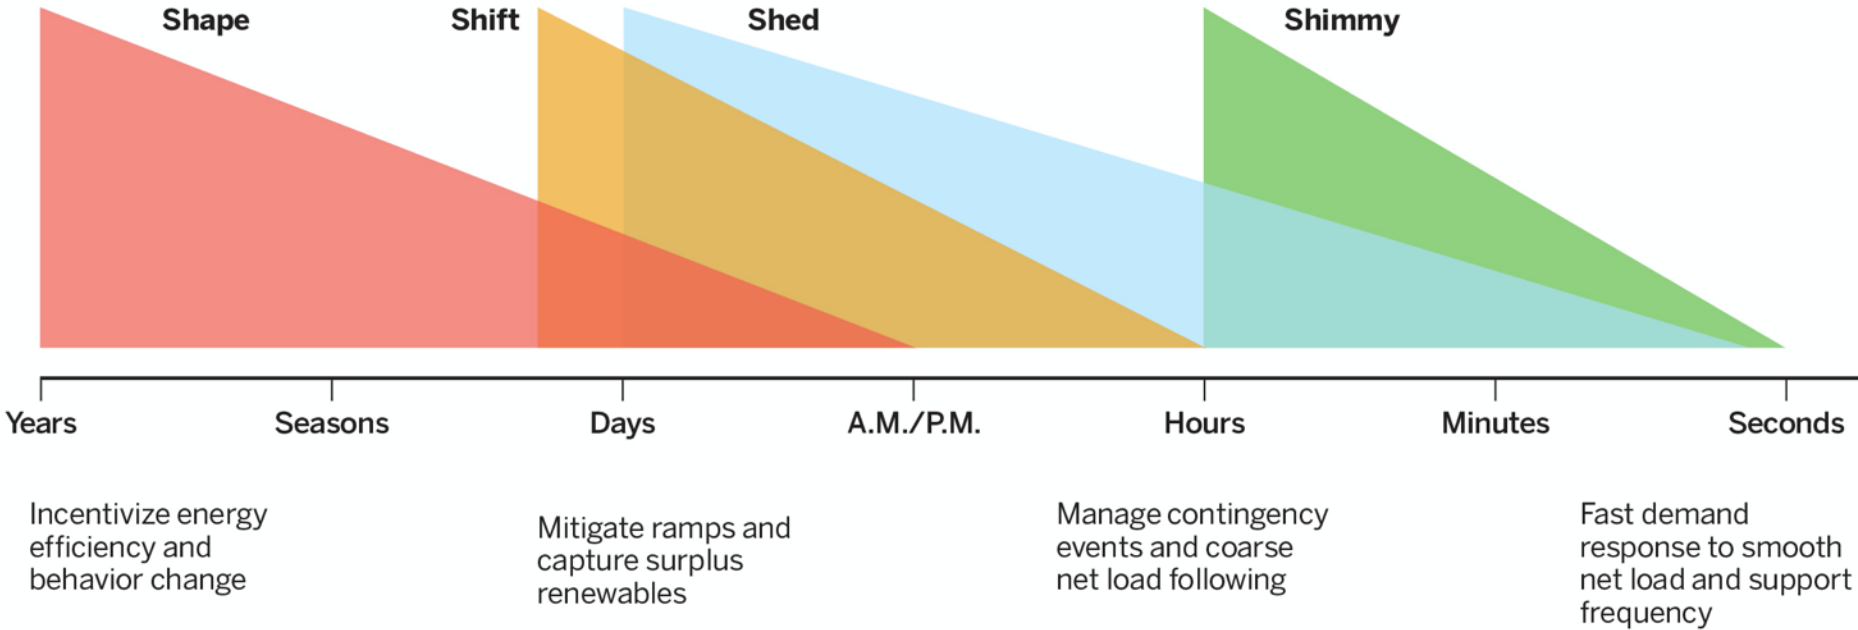 Shape
Shift
Shed
Shimmy
Years
Seasons
Days
A.M./P.M.
Hours
Minutes
Seconds
Incentivize energy
efficiency and
behavior change
Mitigate ramps and
capture surplus
renewables
Manage contingency
events and coarse
net load following
Fast demand
response to smooth
net load and support
frequency